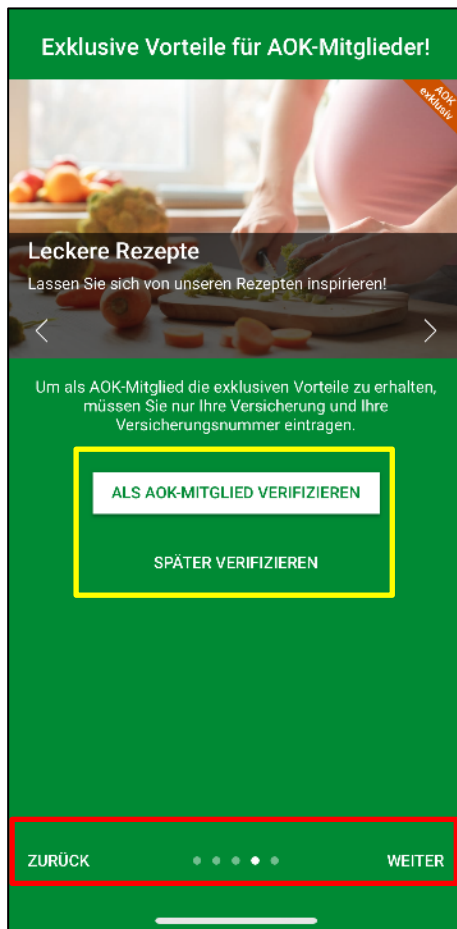 Exklusive Vorteile für AOK-Mitglieder!
AOK
exklusiv
Leckere Rezepte
Lassen Sie sich von unseren Rezepten inspirieren!
Um als AOK-Mitglied die exklusiven Vorteile zu erhalten,
müssen Sie nur Ihre Versicherung und Ihre
Versicherungsnummer eintragen.
ALS AOK-MITGLIED VERIFIZIEREN
SPÄTER VERIFIZIEREN
ZURÜCK WEITER